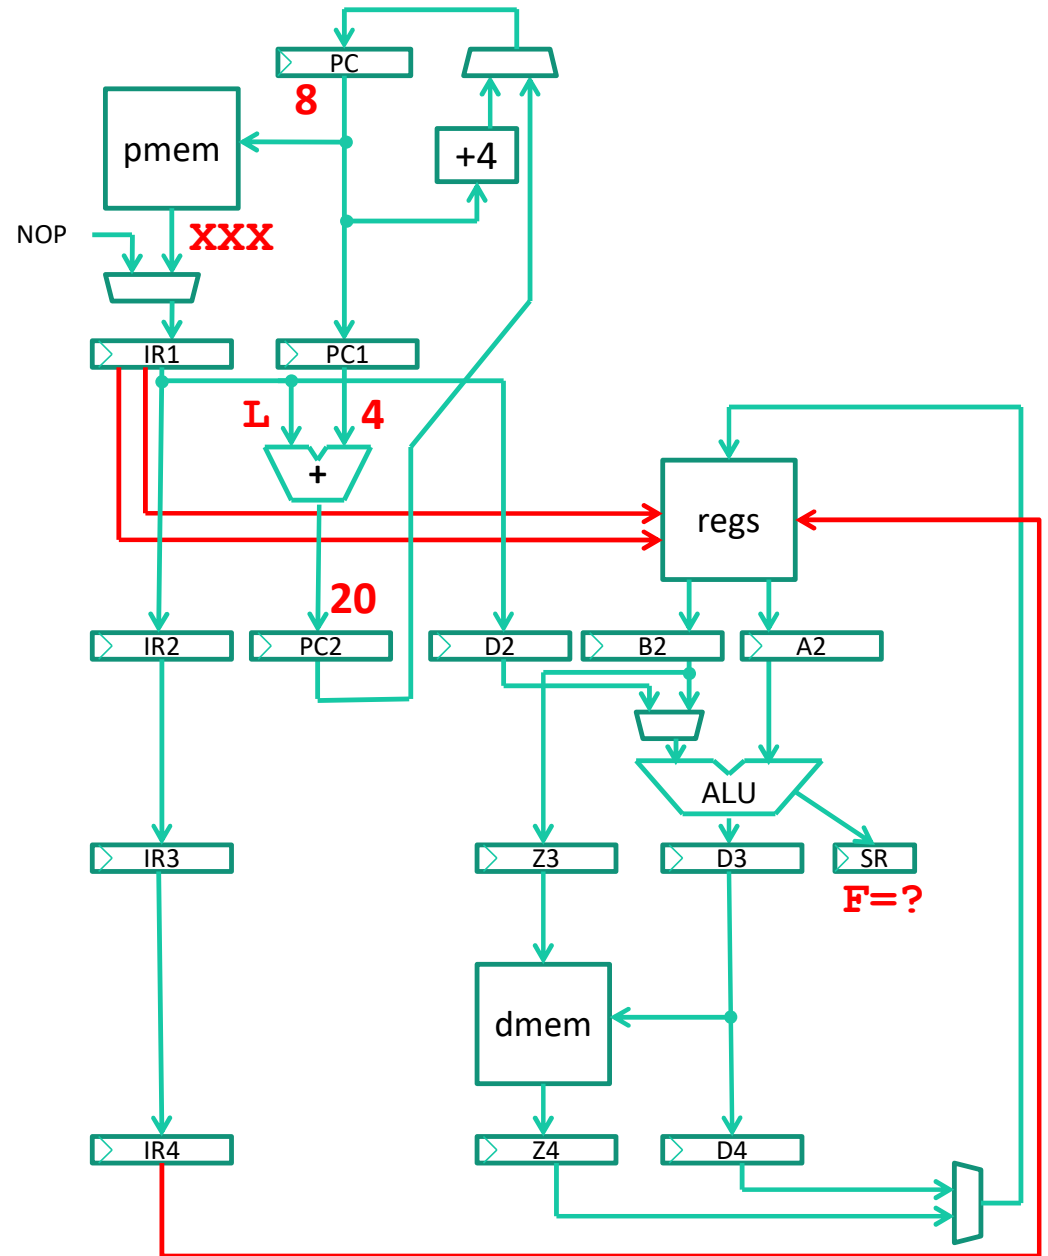 PC
8
pmem
+4
NOP
XXX
IR1
PC1
L
4
+
regs
20
IR2
PC2
D2
B2
A2
ALU
IR3
Z3
D3
SR
F=?
dmem
IR4
Z4
D4